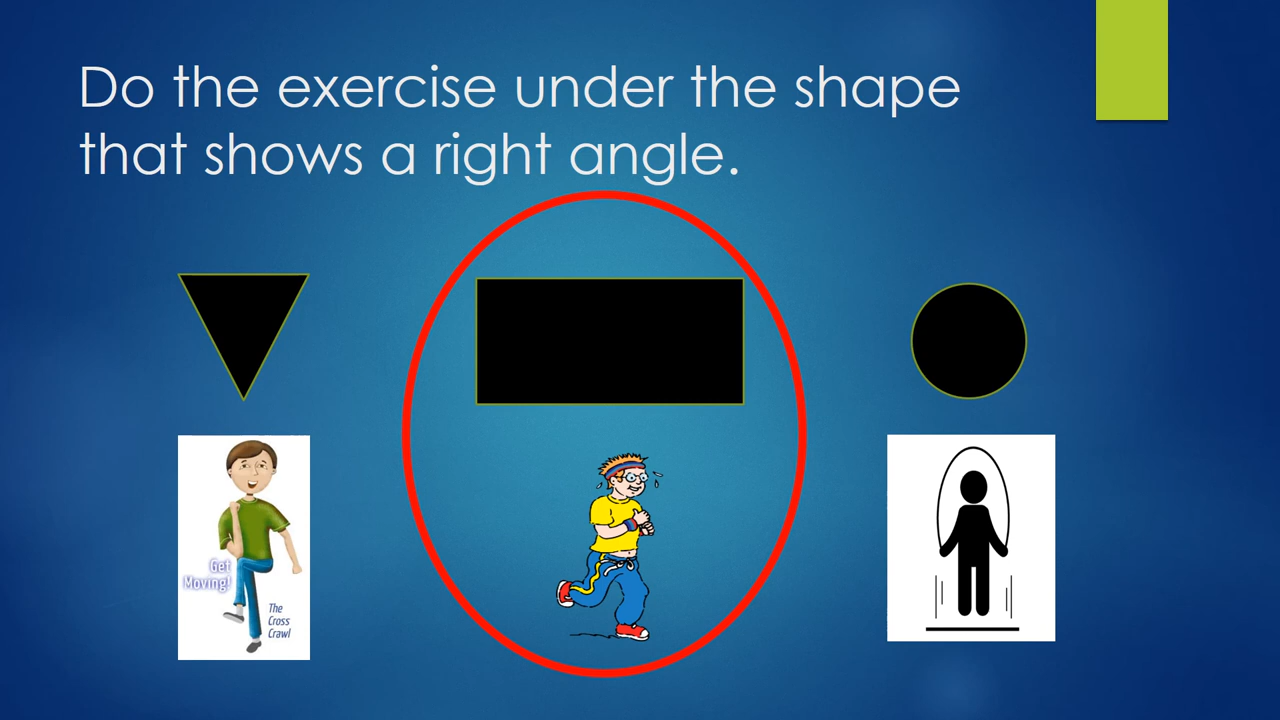 Do the exercise under the shape
that shows a right angle.
Get
Moving!
The
Cross
Crawl